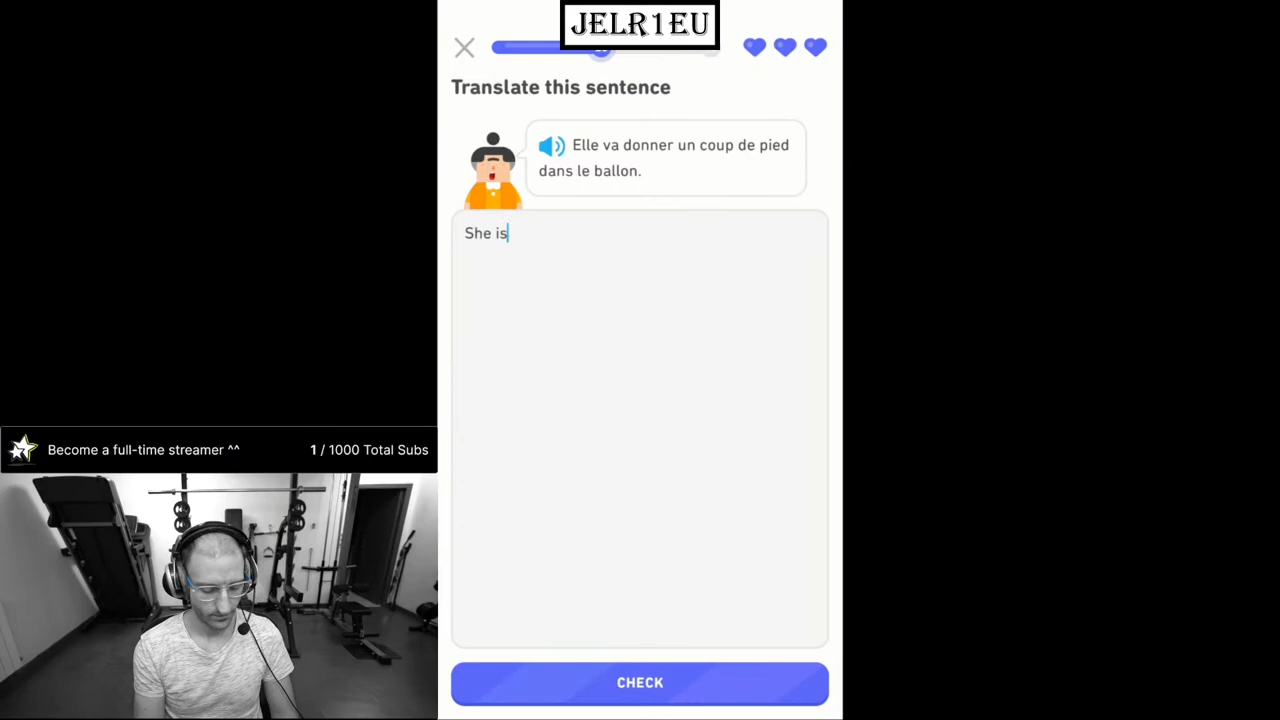 JELR1EU
Translate this sentence
Elle va donner un coup de pied
dans le ballon.
She is
Become a full-time streamer ^^ 1 / 1000 Total Subs
CHECK